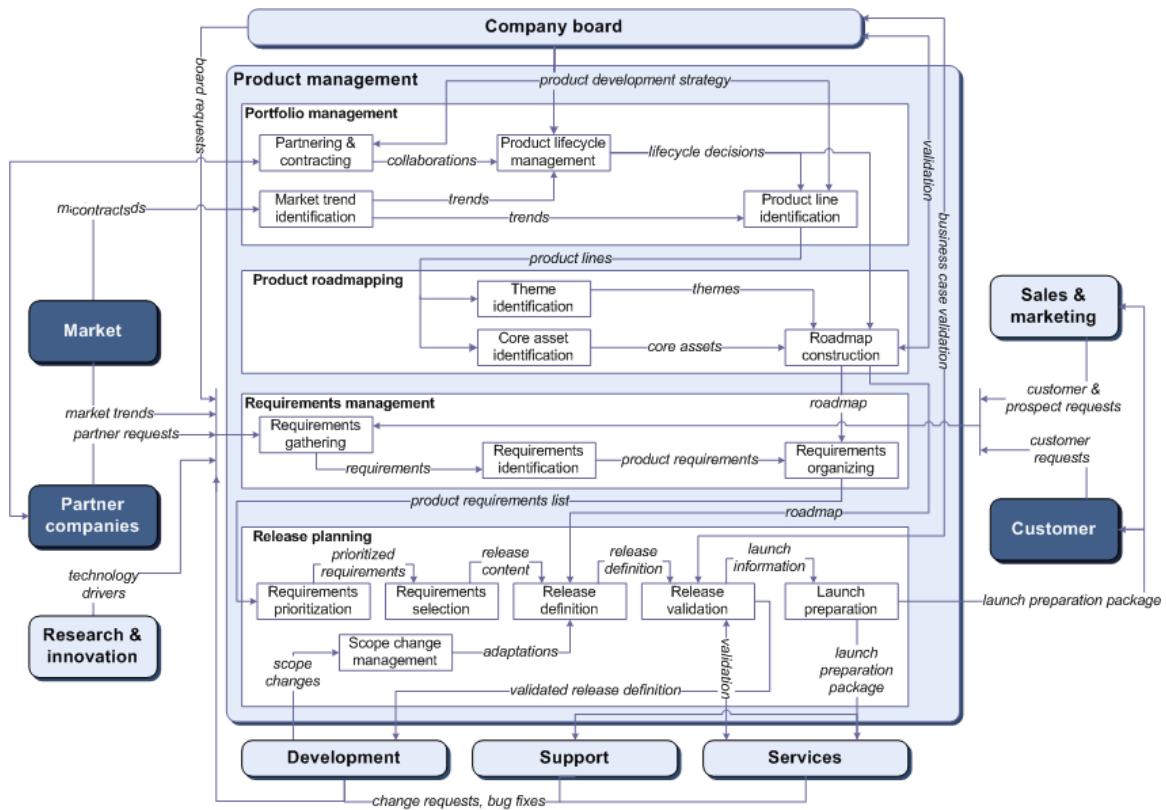 Company board
board requests
Product management
product development strategy
Portfolio management
Partnering &
contracting
collaborations
Product lifecycle
management
lifecycle decisions
validation
business case validation
contracts
Market trend
identification
trends
trends
Product line
identification
product lines
Product roadmapping
Theme
identification
themes
Market
Sales &
marketing
Core asset
identification
core assets
Roadmap
construction
market trends
partner requests
Requirements management
roadmap
customer &
prospect requests
Requirements
gathering
requirements
Requirements
identification
product requirements
Requirements
organizing
customer
requests
Partner
companies
product requirements list
roadmap
Customer
Release planning
prioritized
requirements
release
content
release
definition
launch
information
technology
drivers
Requirements
prioritization
Requirements
selection
Release
definition
Release
validation
Launch
preparation
launch preparation package
Research &
innovation
scope
changes
Scope change
management
adaptations
validation
launch
preparation
package
validated release definition
Development
Support
Services
change requests, bug fixes